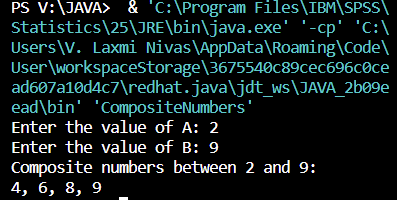 PS V:\JAVA>  & 'C:\Program Files\IBM\SPSS\
Statistics\25\JRE\bin\java.exe' '-cp' 'C:\
Users\V. Laxmi Nivas\AppData\Roaming\Code\
User\workspaceStorage\3675540c89cec696c0ce
ad607a10d4c7\redhat.java\jdt_ws\JAVA_2b09e
ead\bin' 'CompositeNumbers'
Enter the value of A: 2
Enter the value of B: 9
Composite numbers between 2 and 9:
4, 6, 8, 9